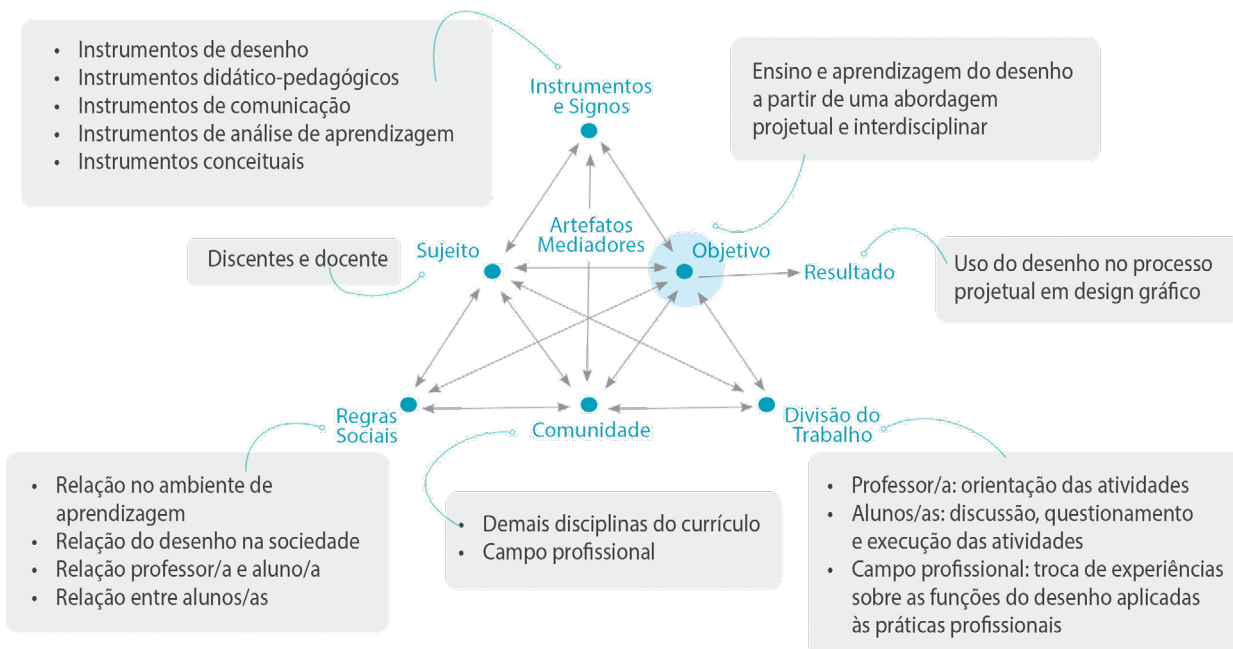 • Instrumentos de desenho
• Instrumentos didático-pedagógicos
• Instrumentos de comunicação
• Instrumentos de análise de aprendizagem
• Instrumentos conceituais
Instrumentos
e Signos
Ensino e aprendizagem do desenho
a partir de uma abordagem
projetual e interdisciplinar
Discentes e docente
Sujeito
Artefatos
Mediadores
Objetivo
Resultado
Uso do desenho no processo
projetual em design gráfico
Regras
Sociais
Comunidade
Divisão do
Trabalho
• Relação no ambiente de
aprendizagem
• Relação do desenho na sociedade
• Relação professor/a e aluno/a
• Relação entre alunos/as
• Demais disciplinas do currículo
• Campo profissional
• Professor/a: orientação das atividades
• Alunos/as: discussão, questionamento
e execução das atividades
• Campo profissional: troca de experiências
sobre as funções do desenho aplicadas
às práticas profissionais